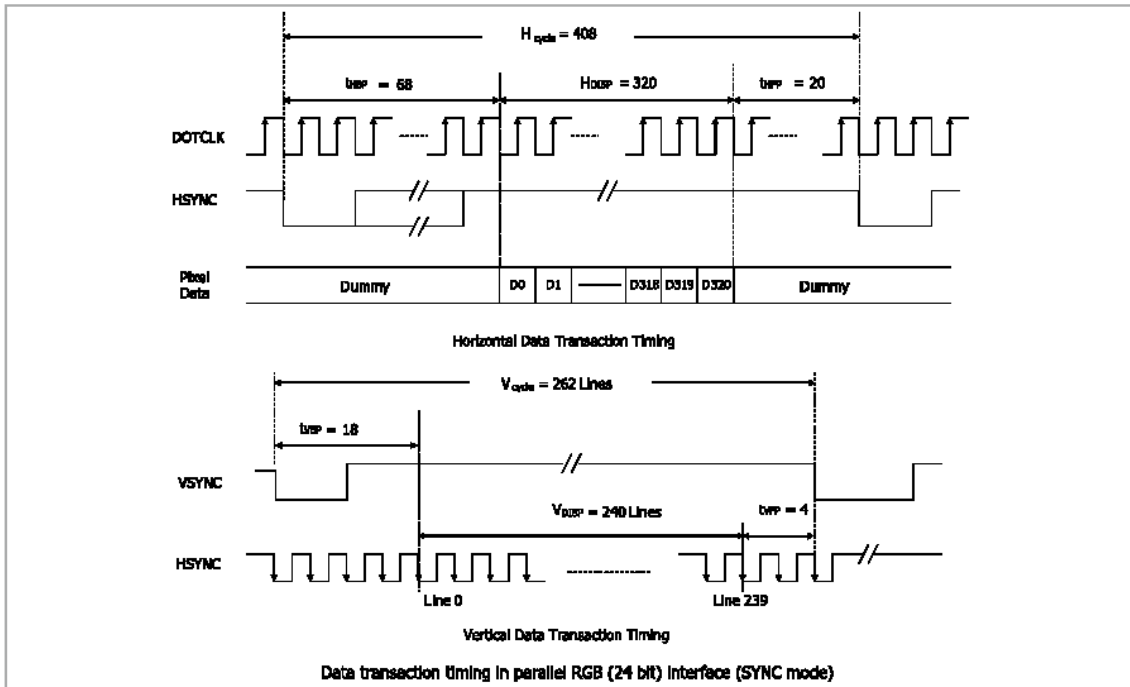 H cycle = 408
tHBP = 68
HDISP = 320
tHFP = 20
DOTCLK
HSYNC
Pixel Data
Dummy
D0
D1
D318
D319
D320
Dummy
Horizontal Data Transaction Timing
Vcycle = 262 Lines
tVBP = 18
VSYNC
VDISP = 240 Lines
tVFP = 4
HSYNC
Line 0
Line 239
Vertical Data Transaction Timing
Data transaction timing in parallel RGB (24 bit) interface (SYNC mode)